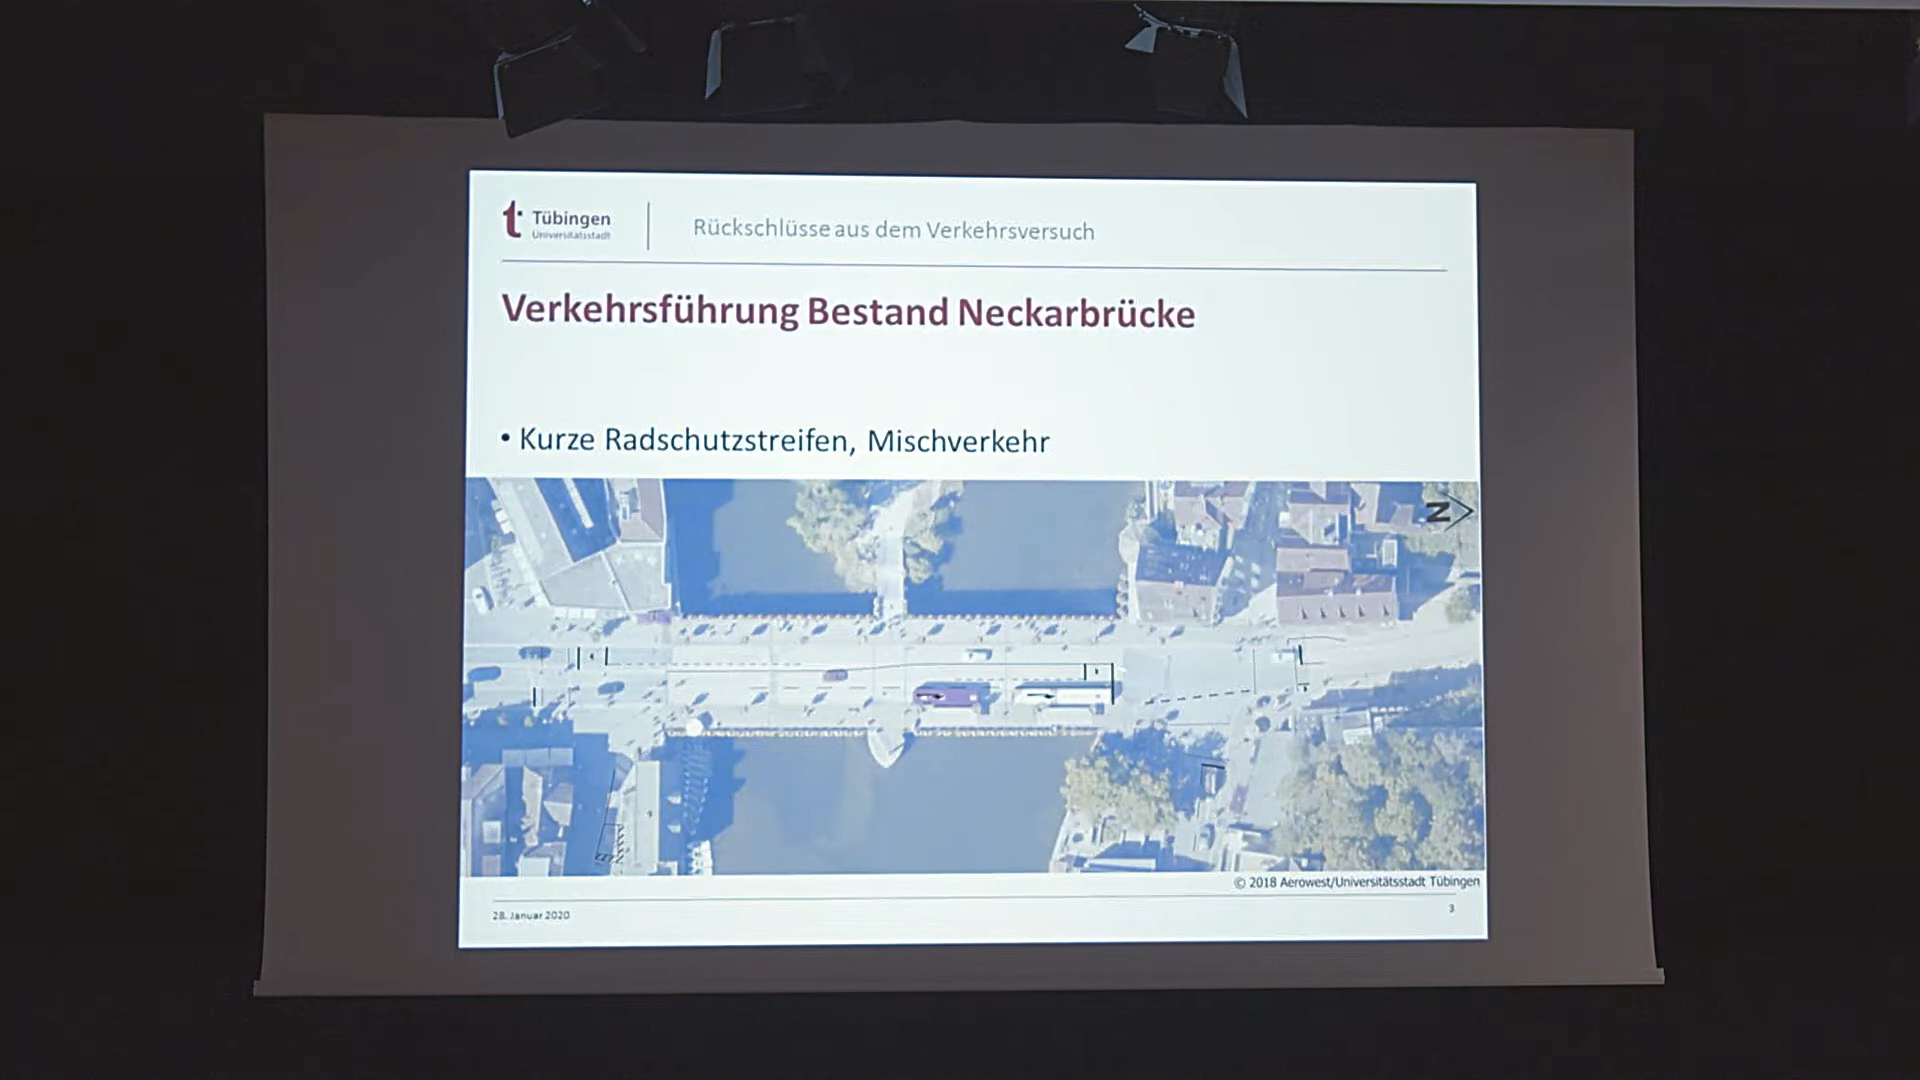 Tübingen
Universitätsstadt
Rückschlüsse aus dem Verkehrsversuch
Verkehrsführung Bestand Neckarbrücke
• Kurze Radschutzstreifen, Mischverkehr
N
© 2018 Aerowest/Universitätsstadt Tübingen
28. Januar 2020
3